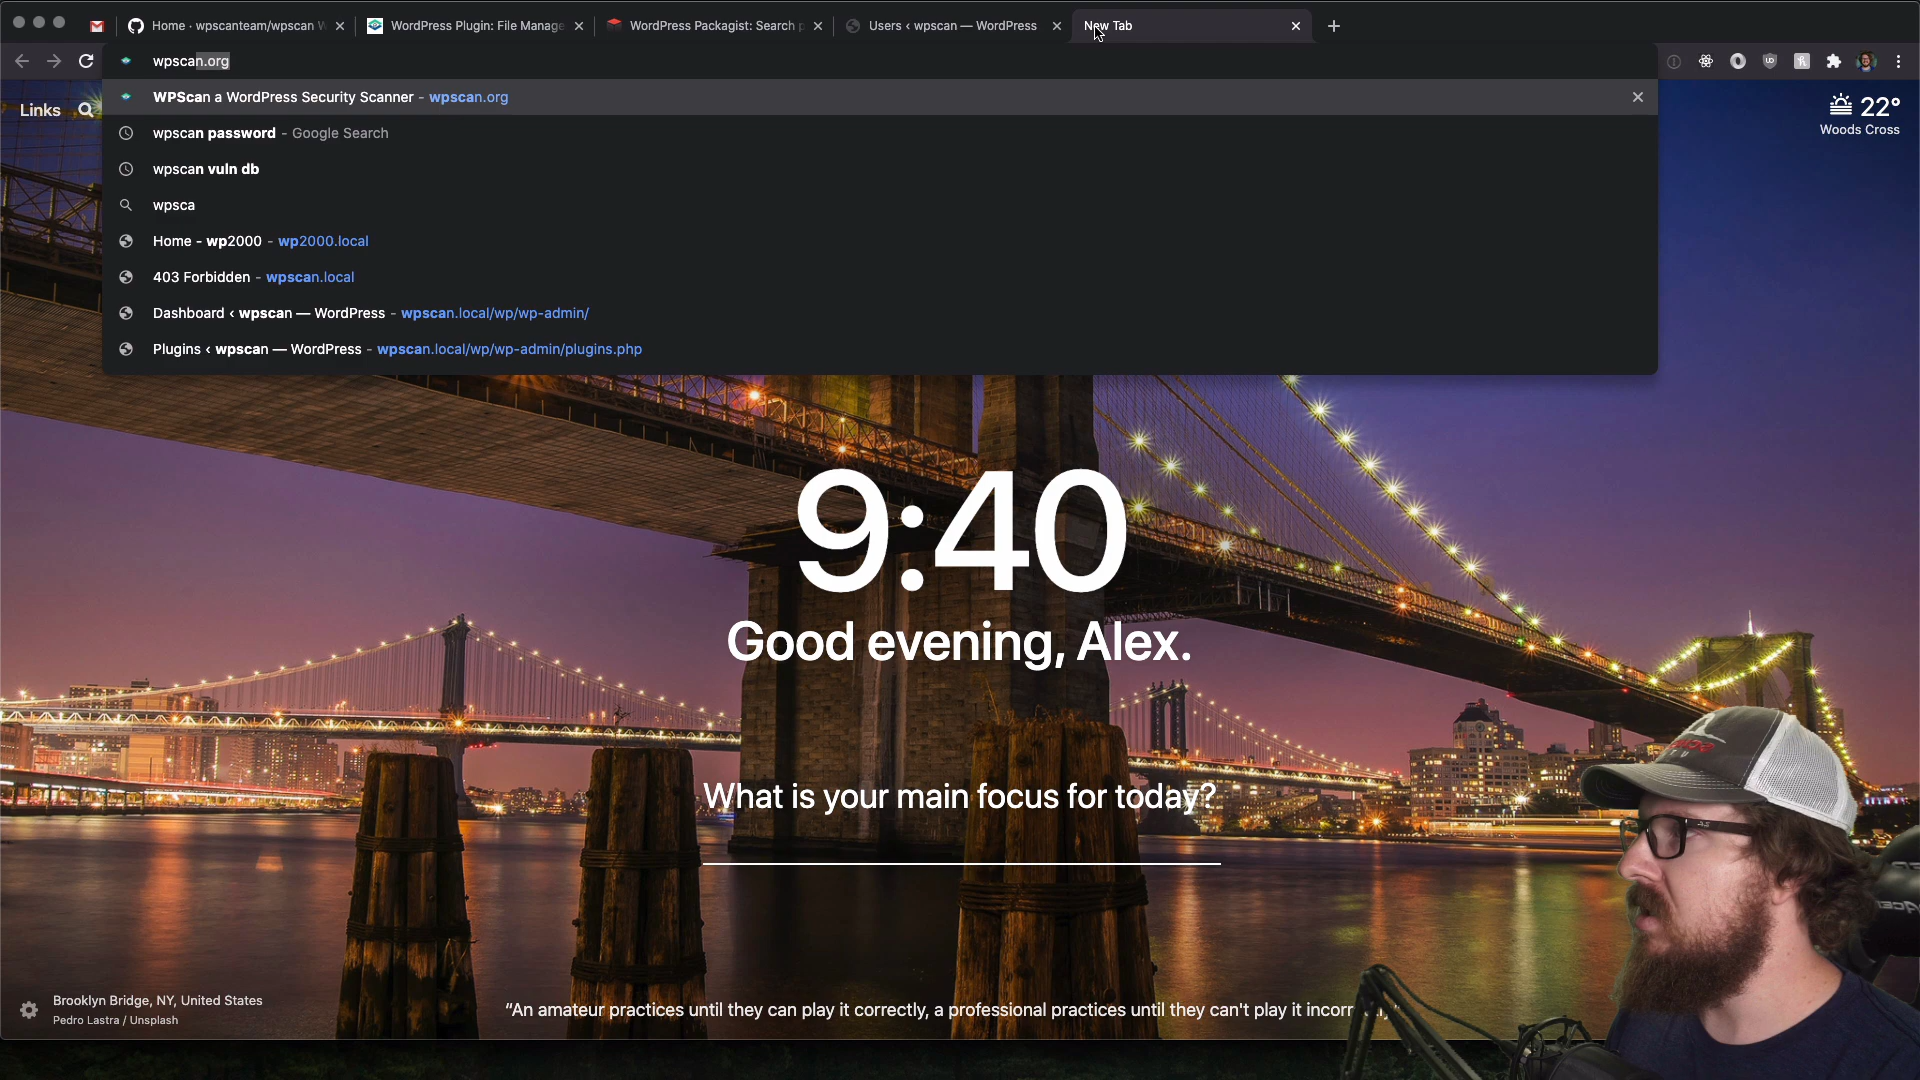 Home · wpscanteam/wpscan W
WordPress Plugin: File Manage
WordPress Packagist: Search p
Users ‹ wpscan — WordPress
New Tab
wpscan.org
WPScan a WordPress Security Scanner - wpscan.org
wpscan password - Google Search
wpscan vuln db
wpsca
Home - wp2000 - wp2000.local
403 Forbidden - wpscan.local
Dashboard ‹ wpscan — WordPress - wpscan.local/wp/wp-admin/
Plugins ‹ wpscan — WordPress - wpscan.local/wp/wp-admin/plugins.php
Links
22°
Woods Cross
9:40
Good evening, Alex.
What is your main focus for today?
Brooklyn Bridge, NY, United States
Pedro Lastra / Unsplash
“An amateur practices until they can play it correctly, a professional practices until they can't play it incorr